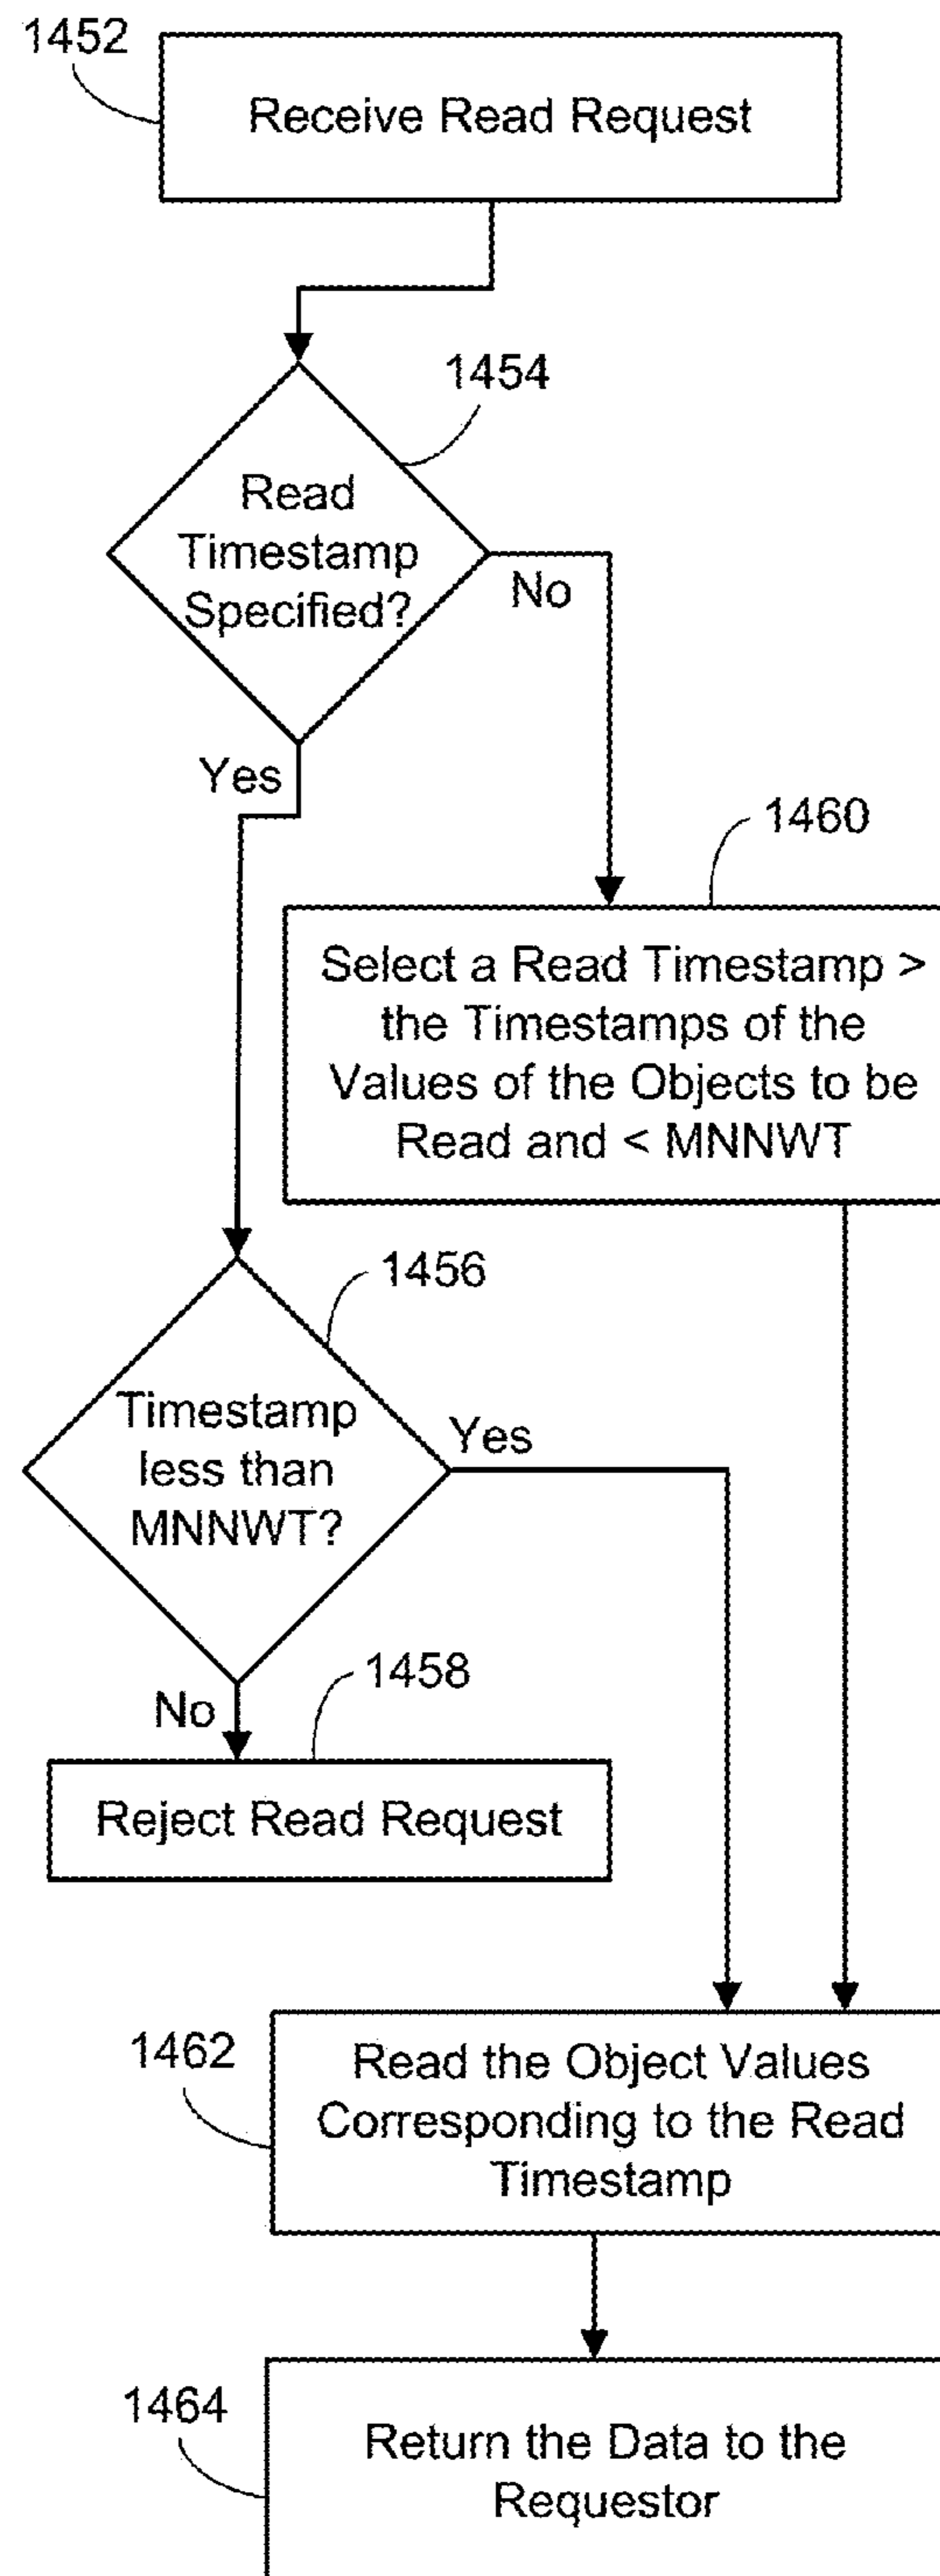 1452
Receive Read Request
1454
Read
Timestamp
Specified?
No
Yes
1460
Select a Read Timestamp >
the Timestamps of the
Values of the Objects to be
Read and < MNNWT
1456
Timestamp
less than
MNNWT?
Yes
1458
No
Reject Read Request
1462
Read the Object Values
Corresponding to the Read
Timestamp
1464
Return the Data to the
Requestor